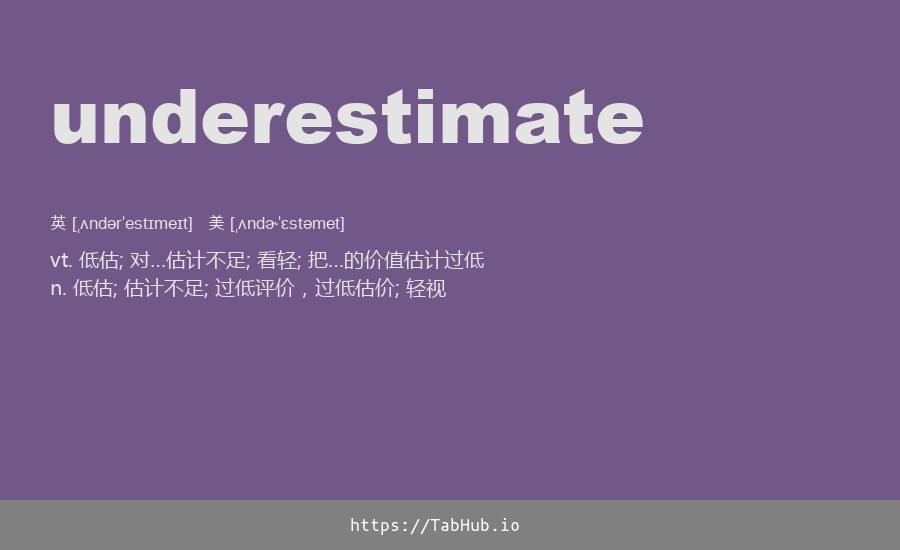 underestimate
英 [ˌʌndərˈestɪmeɪt] 美 [ˌʌndɚˈɛstəmet]
vt. 低估; 对…估计不足; 看轻; 把…的价值估计过低
n. 低估; 估计不足; 过低评价，过低估价; 轻视
https://TabHub.io